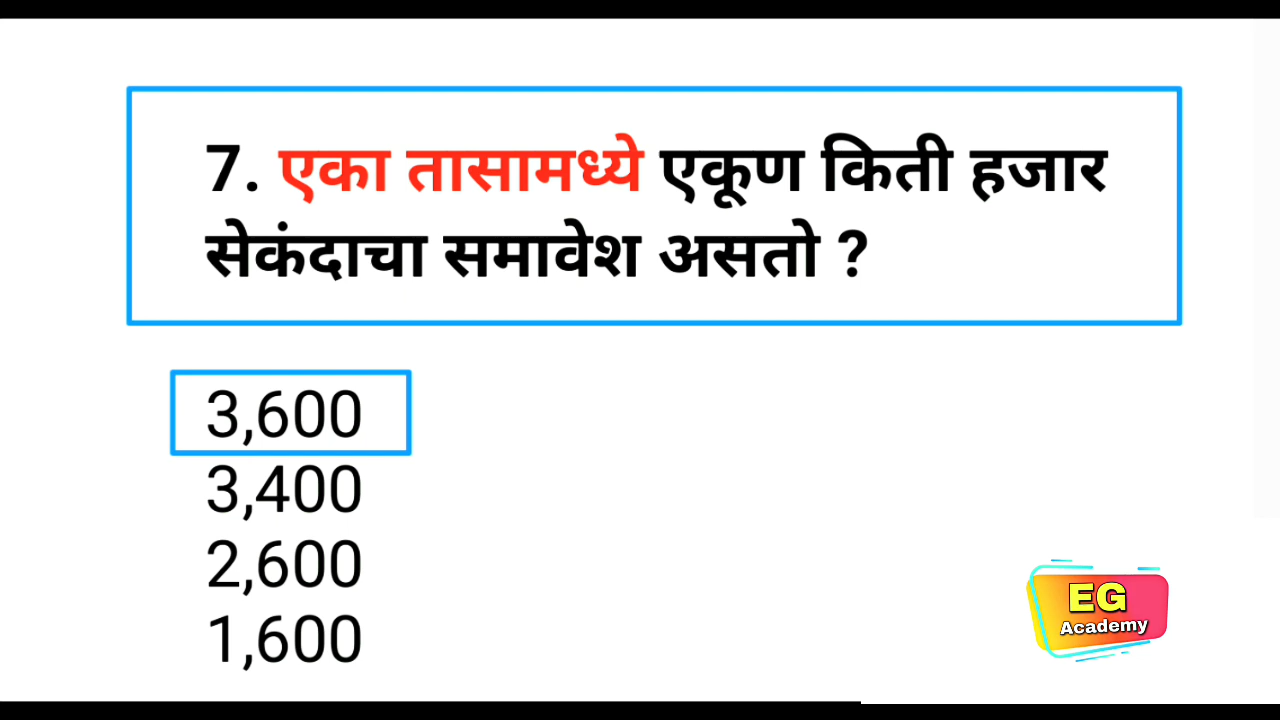 7. एका तासामध्ये एकूण किती हजार
सेकंदाचा समावेश असतो ?
3,600
3,400
2,600
1,600
EG
Academy